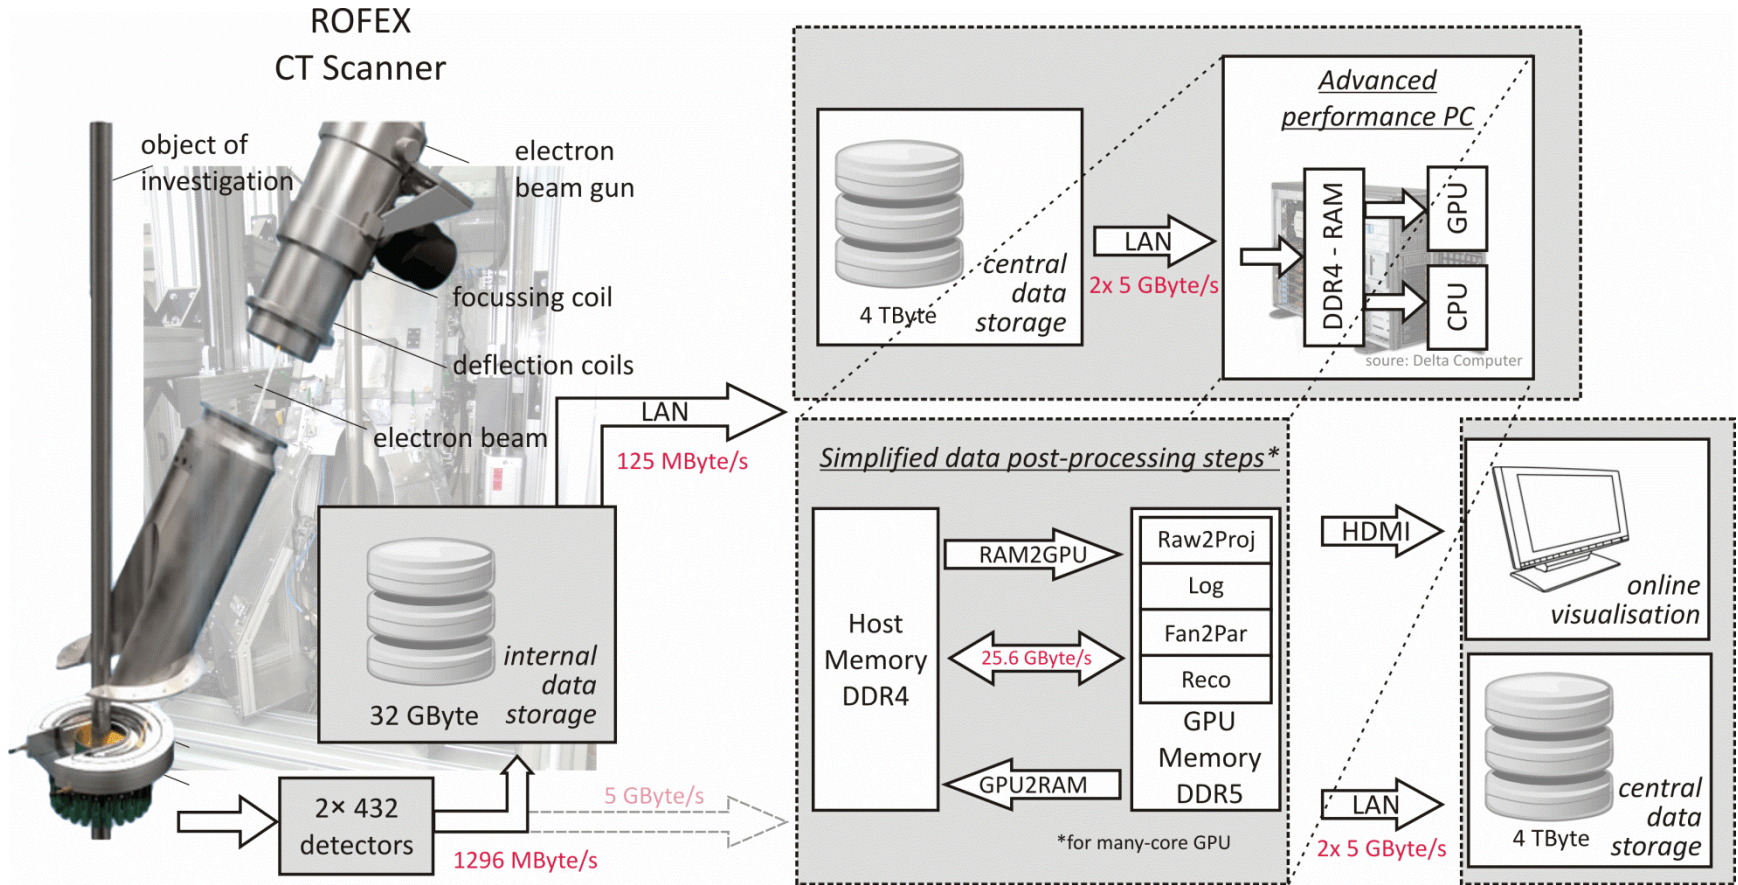 ROFEX
CT Scanner
object of
investigation
electron
beam gun
focussing coil
deflection coils
electron beam
LAN
125 MByte/s
internal
data
storage
32 GByte
2× 432
detectors
1296 MByte/s
5 GByte/s
central
data
storage
4 TByte
LAN
2x 5 GByte/s
Advanced
performance PC
DDR4 - RAM
GPU
CPU
soure: Delta Computer
Simplified data post-processing steps*
Host
Memory
DDR4
RAM2GPU
25.6 GByte/s
GPU2RAM
Raw2Proj
Log
Fan2Par
Reco
GPU
Memory
DDR5
*for many-core GPU
HDMI
online
visualisation
LAN
2x 5 GByte/s
central
data
storage
4 TByte